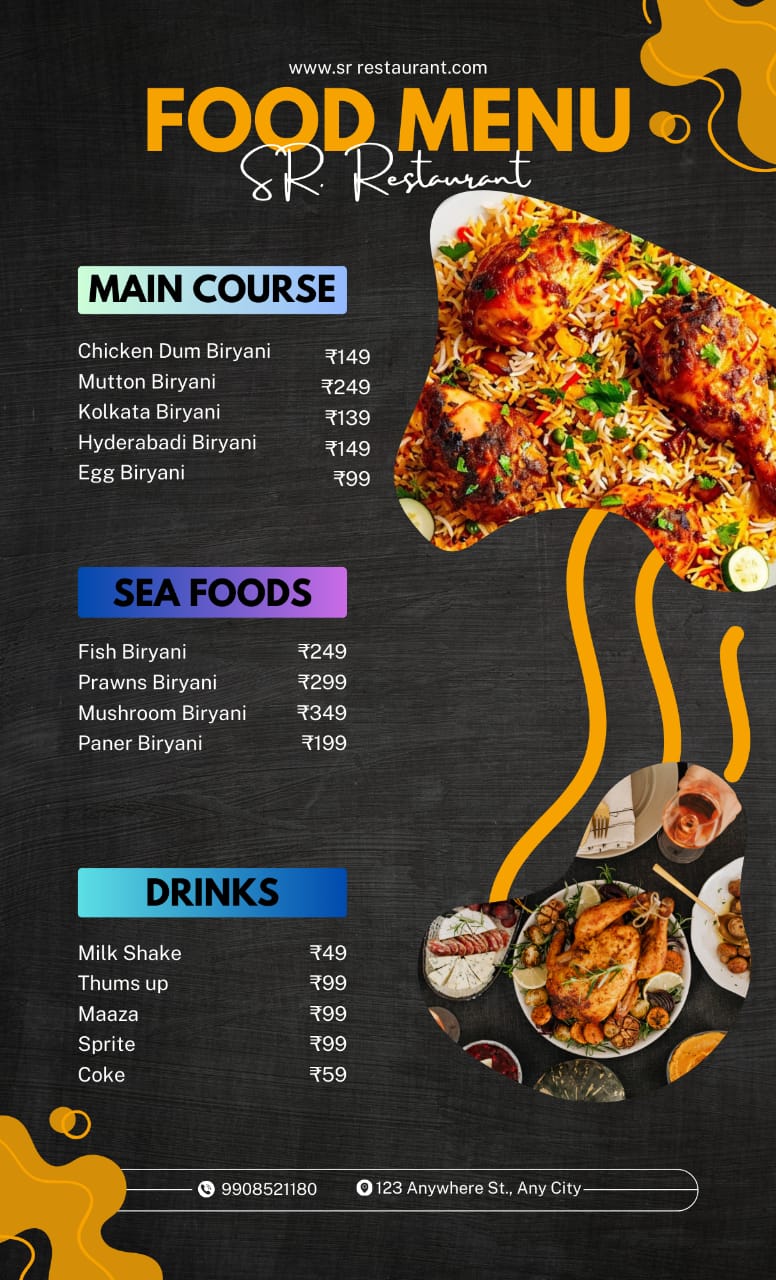 www.sr restaurant.com
FOOD MENU
SR. Restaurant
MAIN COURSE
Chicken Dum Biryani ₹149
Mutton Biryani ₹249
Kolkata Biryani ₹139
Hyderabadi Biryani ₹149
Egg Biryani ₹99
SEA FOODS
Fish Biryani ₹249
Prawns Biryani ₹299
Mushroom Biryani ₹349
Paner Biryani ₹199
DRINKS
Milk Shake ₹49
Thums up ₹99
Maaza ₹99
Sprite ₹99
Coke ₹59
9908521180 123 Anywhere St., Any City